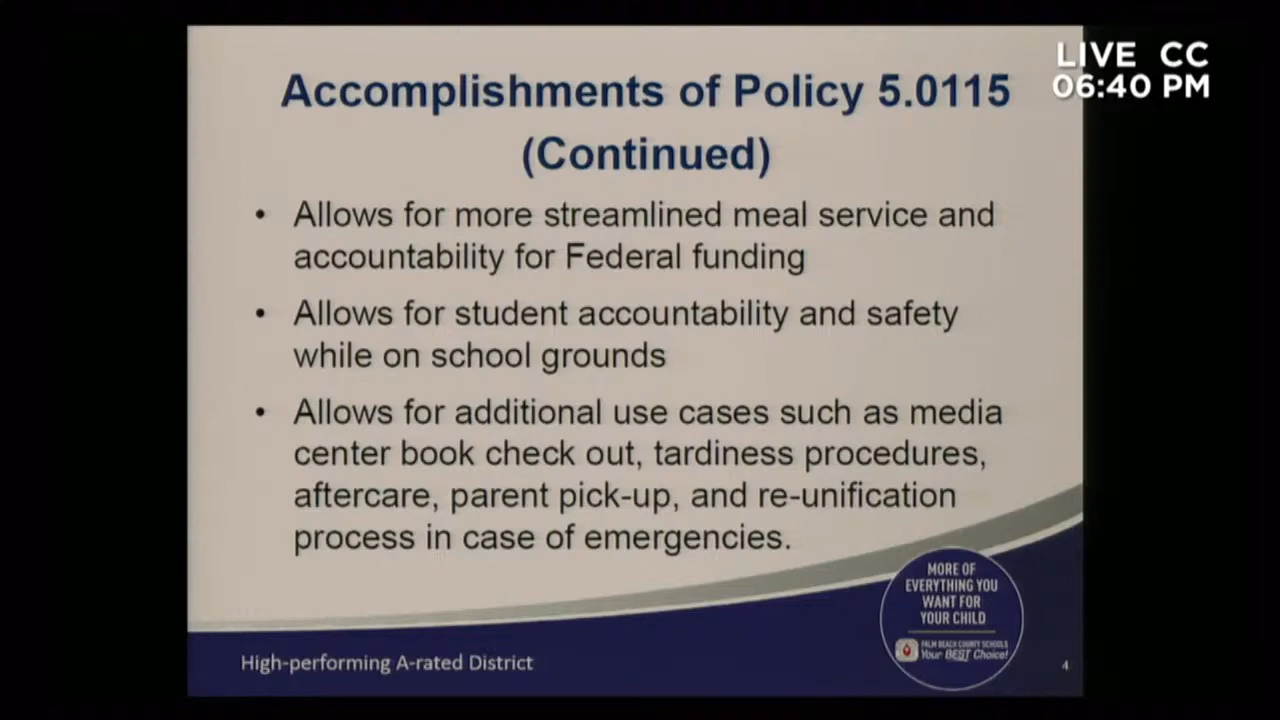 LIVE CC
06:40 PM
Accomplishments of Policy 5.0115
(Continued)
• Allows for more streamlined meal service and
accountability for Federal funding
• Allows for student accountability and safety
while on school grounds
• Allows for additional use cases such as media
center book check out, tardiness procedures,
aftercare, parent pick-up, and re-unification
process in case of emergencies.
MORE OF
EVERYTHING YOU
WANT FOR
YOUR CHILD
PALM BEACH COUNTY SCHOOLS
Your BEST Choice!
High-performing A-rated District
4